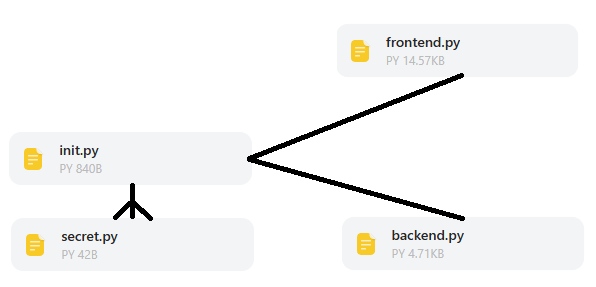 frontend.py
PY 14.57KB
init.py
PY 840B
secret.py
PY 42B
backend.py
PY 4.71KB